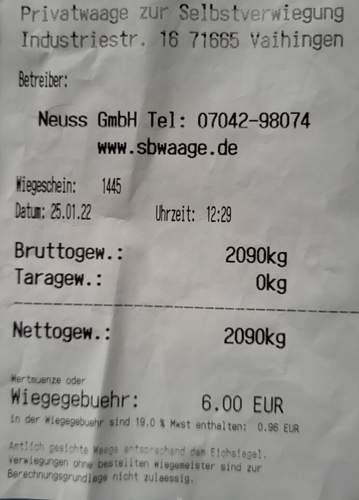 Privatwaage zur Selbstverwiegung
Industriestr. 16 71665 Vaihingen
Betreiber:
Neuss GmbH Tel: 07042-98074
www.sbwaage.de
Wiegeschein: 1445
Datum: 25.01.22 Uhrzeit: 12:29
Bruttogew.: 2090kg
Taragew.: 0kg
Nettogew.: 2090kg
Wertmuenze oder
Wiegegebuehr: 6.00 EUR
in der Wiegegebuehr sind 19.0 % Mwst enthalten: 0.96 EUR
Amtlich geeichte Waage entsprechend dem Eichsiegel.
Verwiegungen ohne bestellten Wiegemeister sind zur
Berechnungsgrundlage nicht zulaessig.